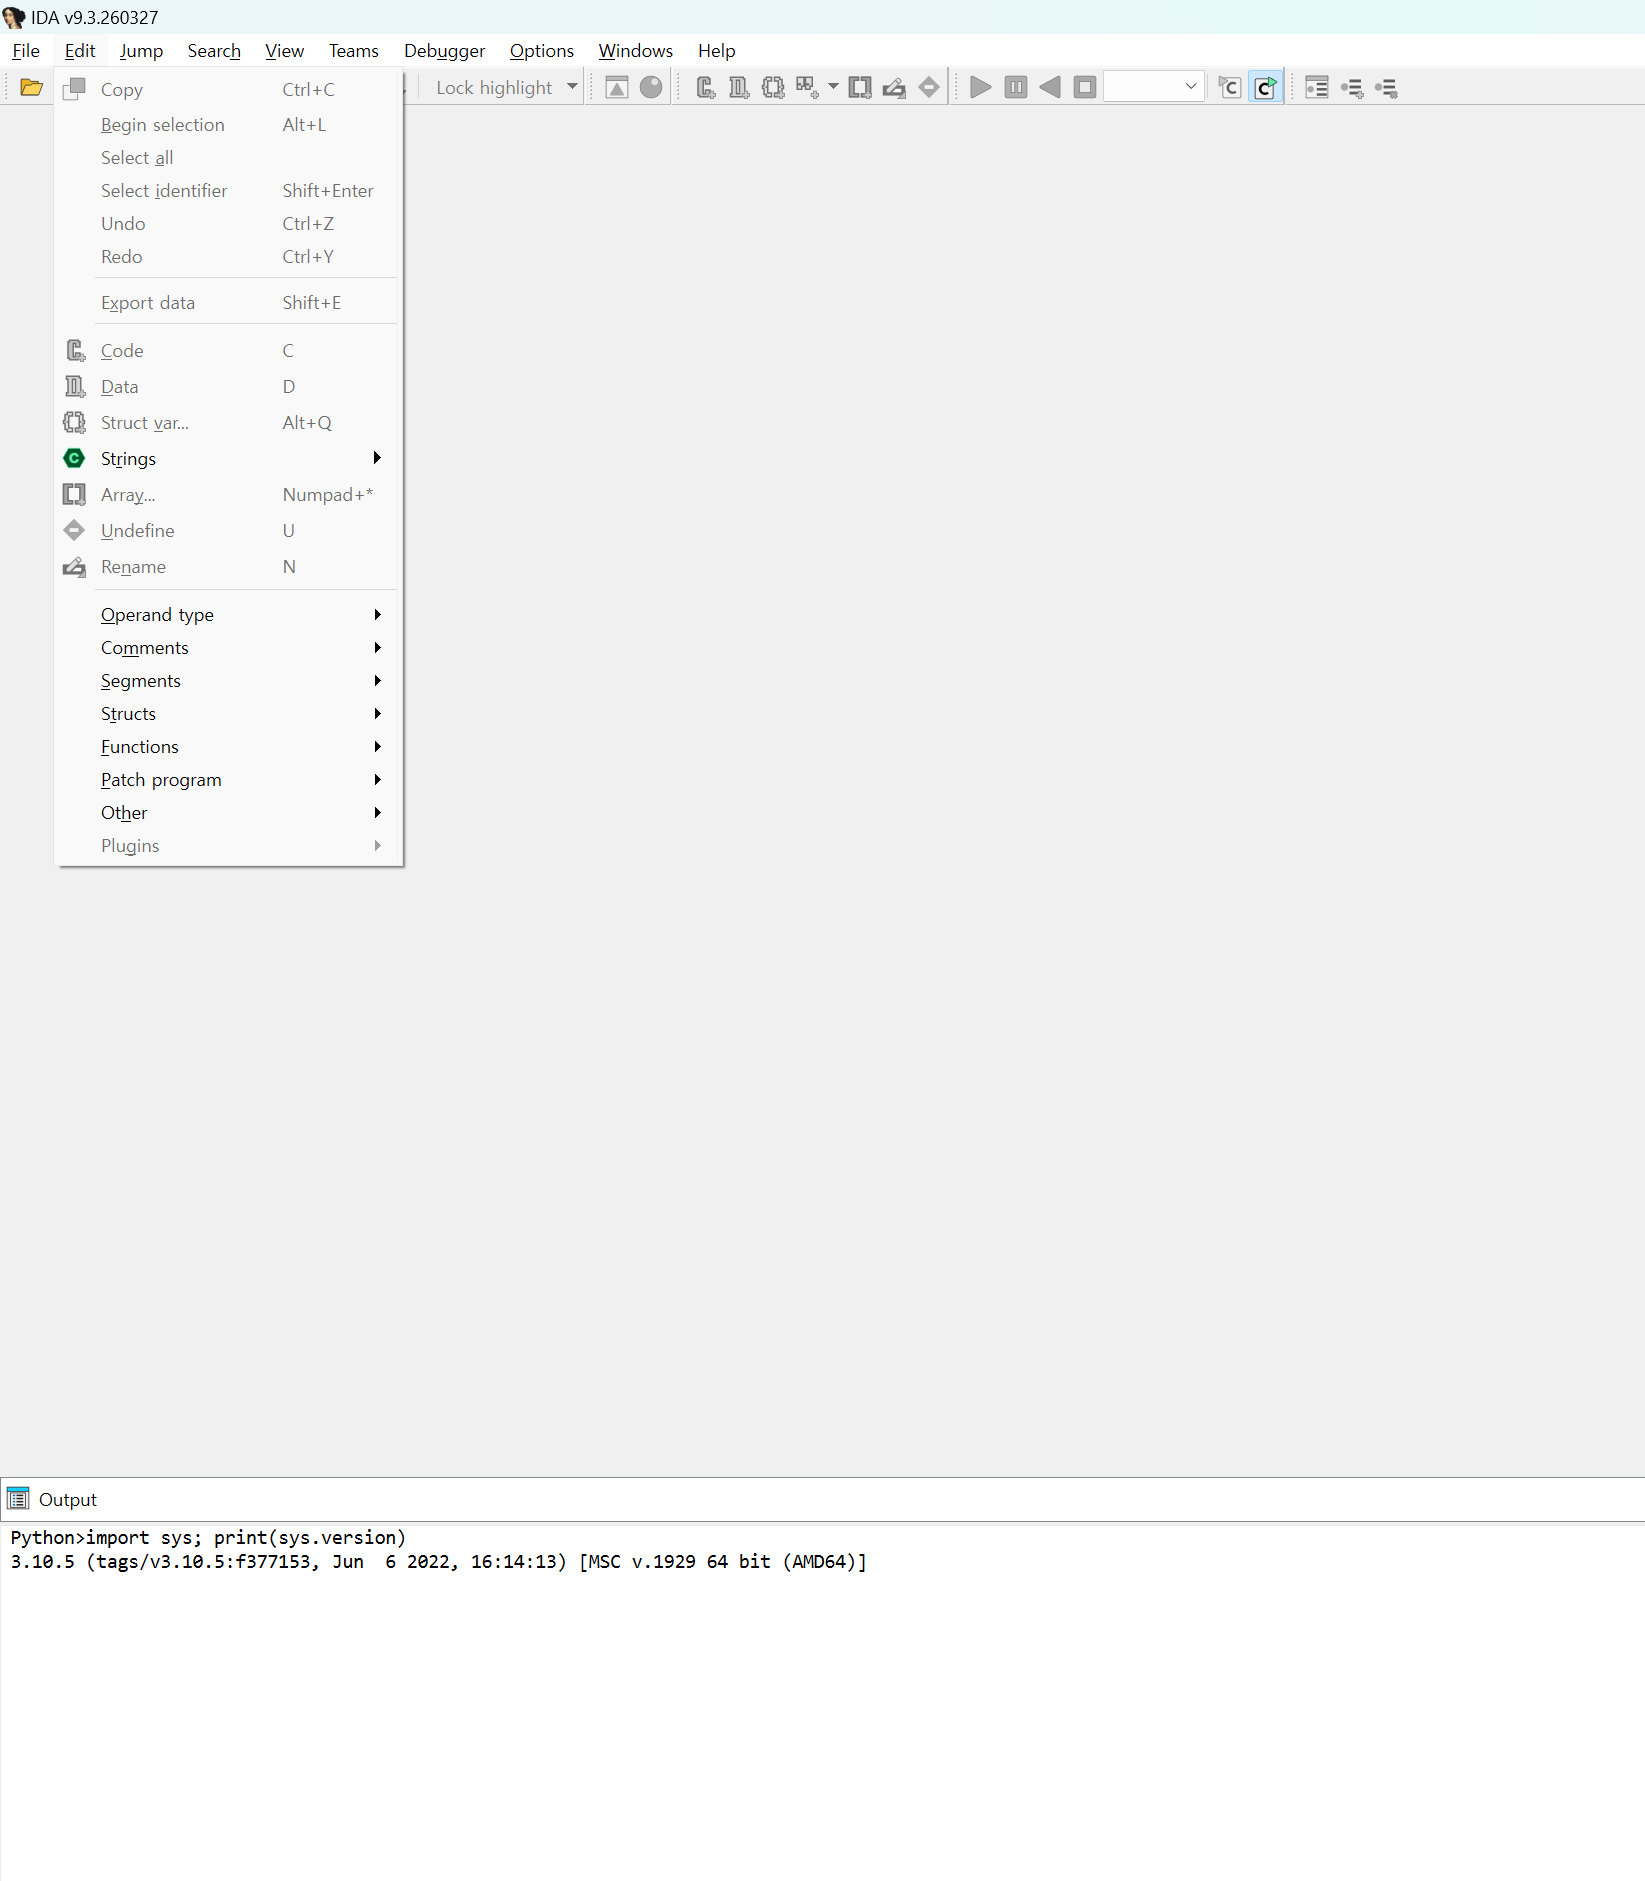 IDA v9.3.260327
File Edit Jump Search View Teams Debugger Options Windows Help
Lock highlight
Copy Ctrl+C
Begin selection Alt+L
Select all
Select identifier Shift+Enter
Undo Ctrl+Z
Redo Ctrl+Y
Export data Shift+E
Code C
Data D
Struct var... Alt+Q
Strings
Array... Numpad+*
Undefine U
Rename N
Operand type
Comments
Segments
Structs
Functions
Patch program
Other
Plugins
Output
Python>import sys; print(sys.version)
3.10.5 (tags/v3.10.5:f377153, Jun  6 2022, 16:14:13) [MSC v.1929 64 bit (AMD64)]